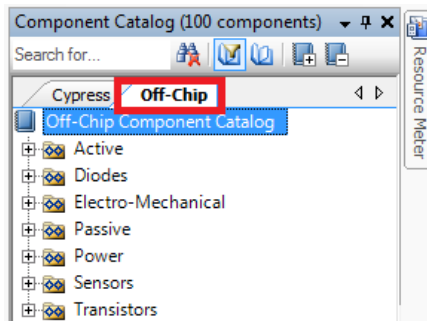 Component Catalog (100 components)
Search for...
Cypress Off-Chip
Off-Chip Component Catalog
Active
Diodes
Electro-Mechanical
Passive
Power
Sensors
Transistors
Resource Meter